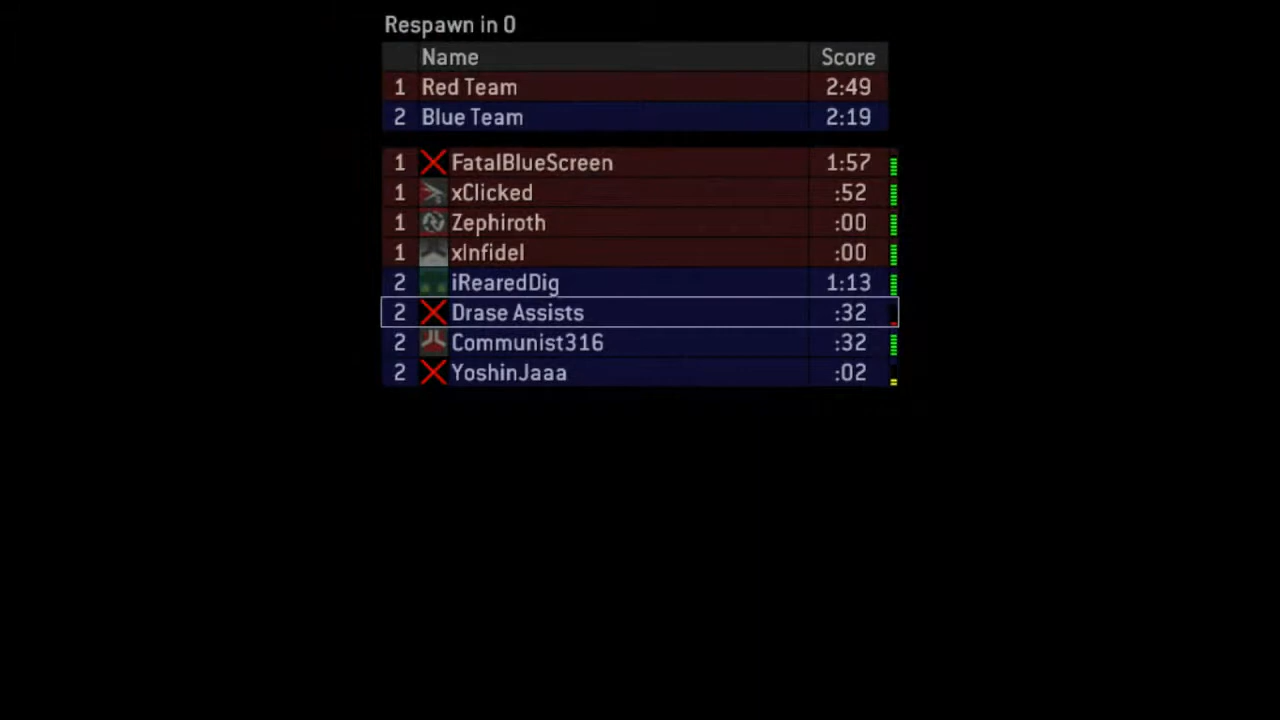 Respawn in 0
Name Score
1 Red Team 2:49
2 Blue Team 2:19
1 FatalBlueScreen 1:57
1 xClicked :52
1 Zephiroth :00
1 xInfidel :00
2 iRearedDig 1:13
2 Drase Assists :32
2 Communist316 :32
2 YoshinJaaa :02